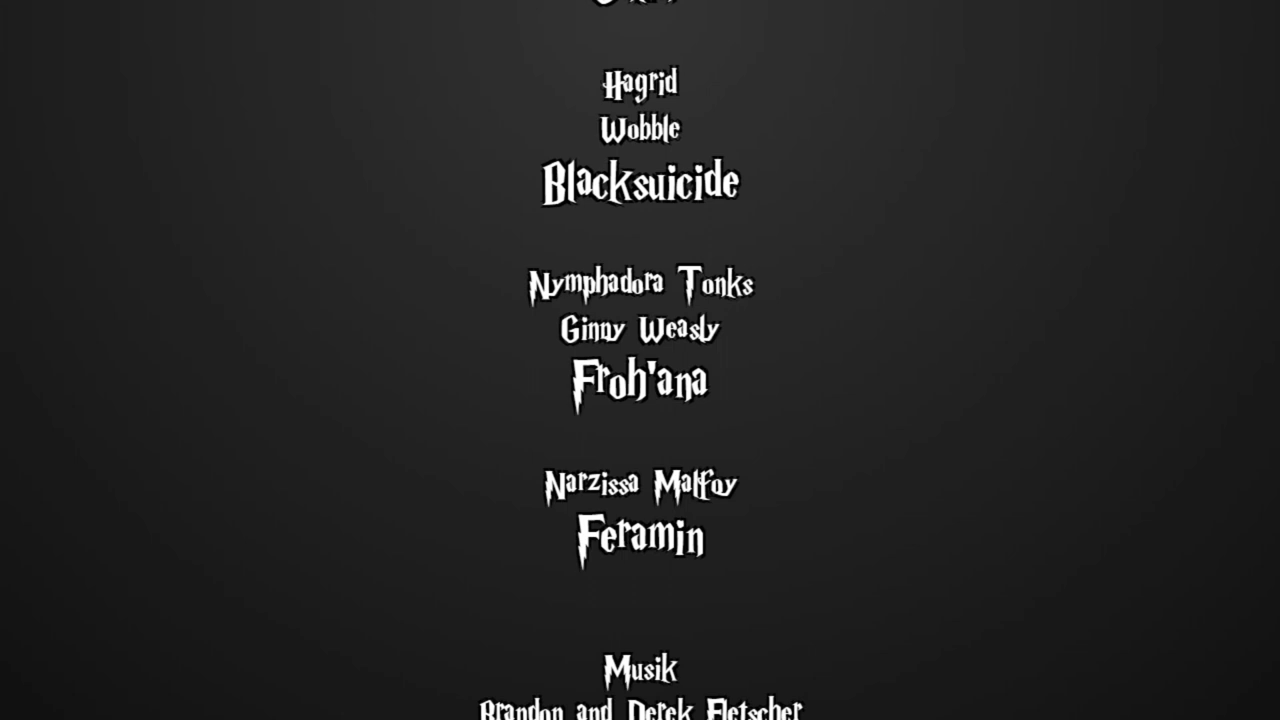 Hagrid
Wobble
Blacksuicide
Nymphadora Tonks
Ginny Weasly
Froh'ana
Narzissa Malfoy
Feramin
Musik
Brandon and Derek Fletscher